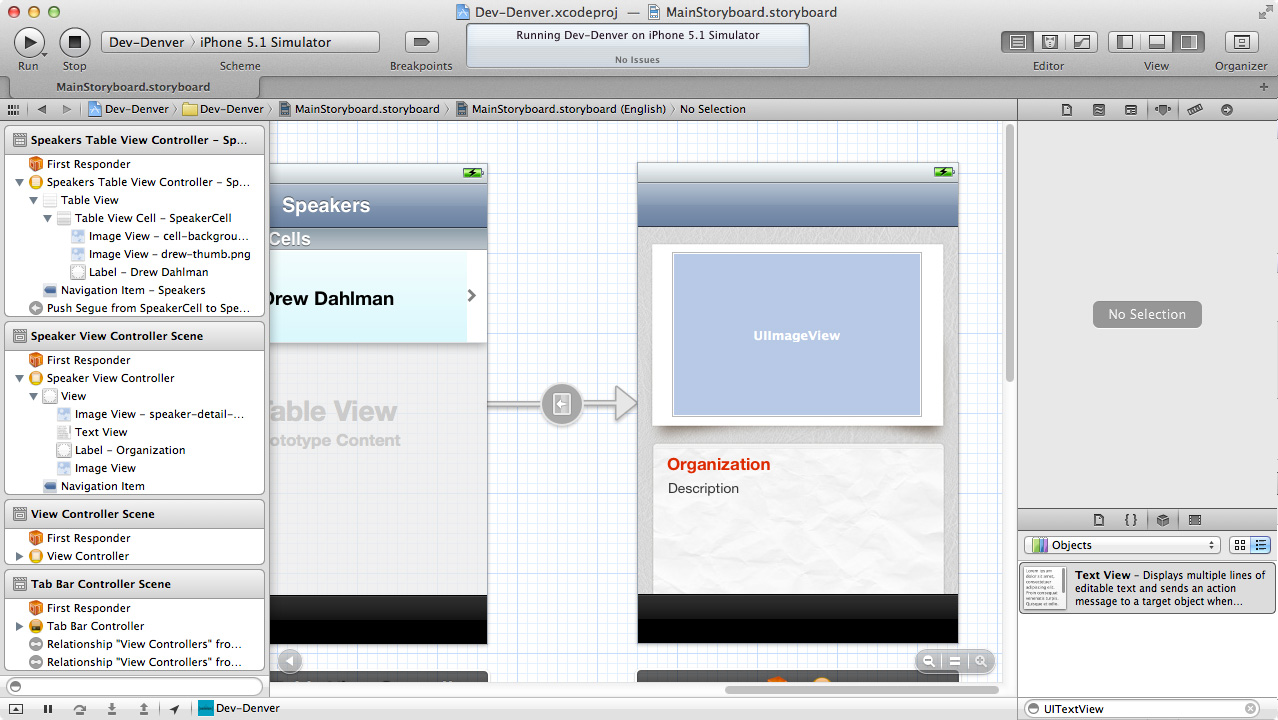 Dev-Denver.xcodeproj — MainStoryboard.storyboard
Dev-Denver iPhone 5.1 Simulator
Running Dev-Denver on iPhone 5.1 Simulator
No Issues
Run Stop Scheme Breakpoints Editor View Organizer
MainStoryboard.storyboard
Dev-Denver Dev-Denver MainStoryboard.storyboard MainStoryboard.storyboard (English) No Selection
Speakers Table View Controller – Sp...
First Responder
Speakers Table View Controller – Sp...
Table View
Table View Cell – SpeakerCell
Image View – cell-backgrou...
Image View – drew-thumb.png
Label – Drew Dahlman
Navigation Item – Speakers
Push Segue from SpeakerCell to Spe...
Speaker View Controller Scene
First Responder
Speaker View Controller
View
Image View – speaker-detail-...
Text View
Label – Organization
Image View
Navigation Item
View Controller Scene
First Responder
View Controller
Tab Bar Controller Scene
First Responder
Tab Bar Controller
Relationship "View Controllers" fro...
Relationship "View Controllers" fro...
Speakers
Cells
Drew Dahlman
Table View
ototype Content
UIImageView
Organization
Description
No Selection
Objects
Text View – Displays multiple lines of
editable text and sends an action
message to a target object when...
Dev-Denver
UITextView